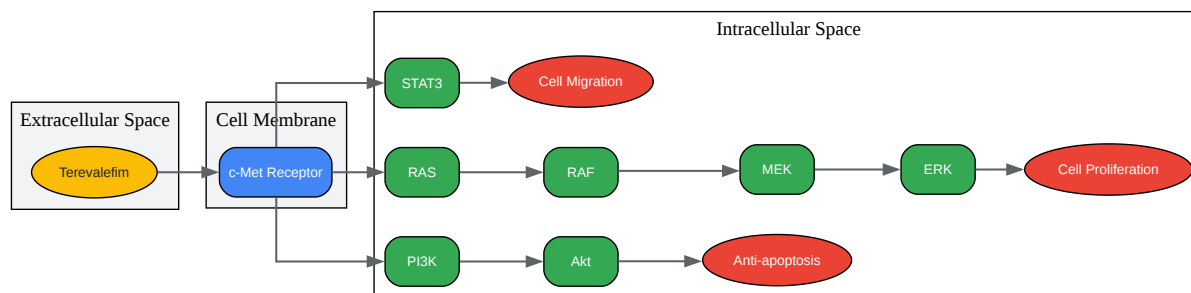 Intracellular Space
STAT3
Cell Migration
Extracellular Space
Cell Membrane
Terevalefim
c-Met Receptor
RAS
RAF
MEK
ERK
Cell Proliferation
PI3K
Akt
Anti-apoptosis